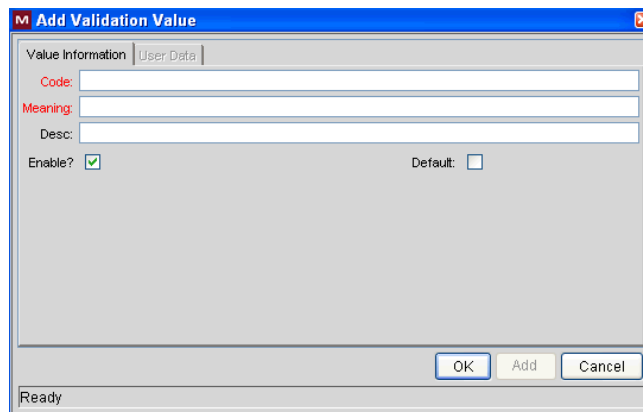 M Add Validation Value
Value Information User Data
Code:
Meaning:
Desc:
Enable? Default:
OK Add Cancel
Ready